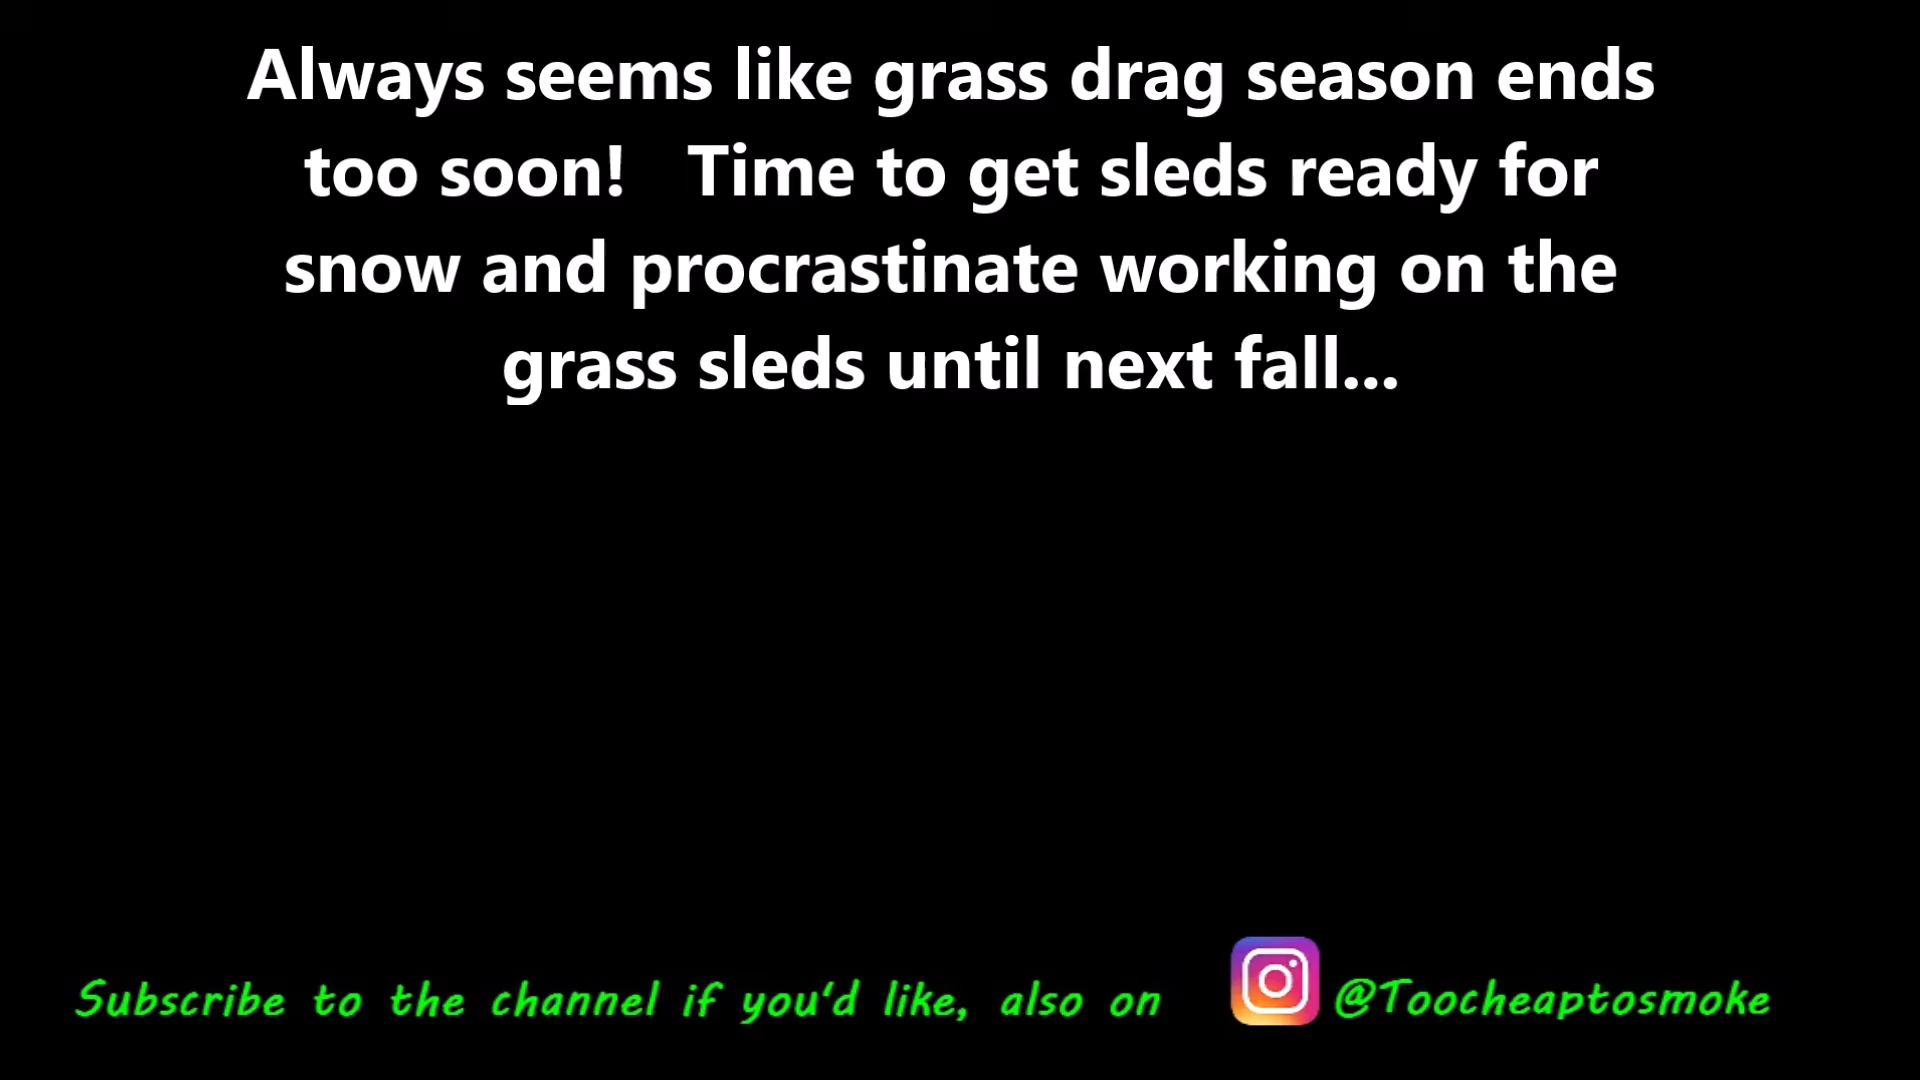 Always seems like grass drag season ends
too soon!   Time to get sleds ready for
snow and procrastinate working on the
grass sleds until next fall...
Subscribe to the channel if you'd like, also on @Toocheaptosmoke